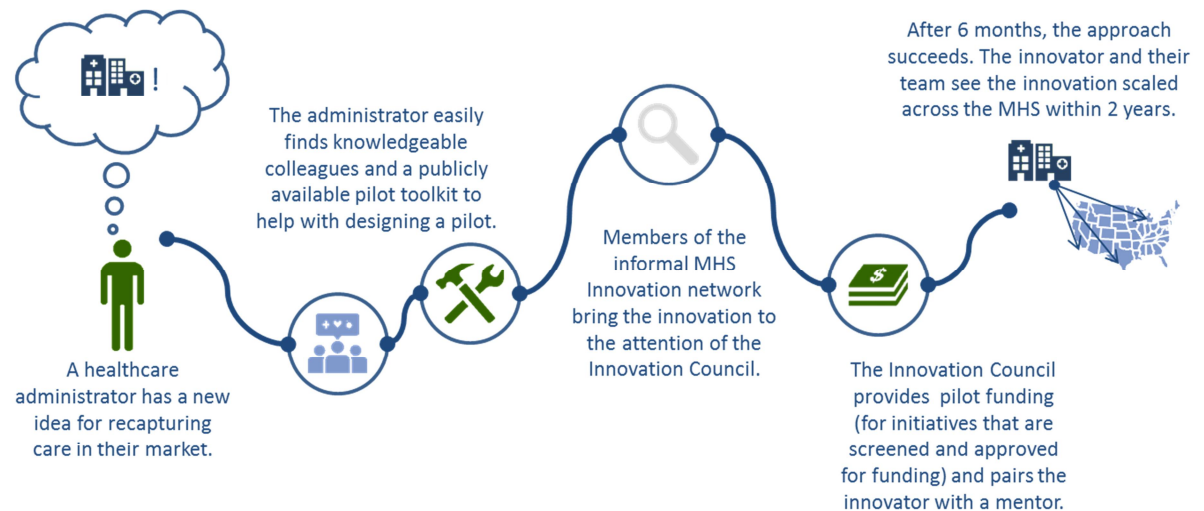 !
A healthcare
administrator has a new
idea for recapturing
care in their market.
The administrator easily
finds knowledgeable
colleagues and a publicly
available pilot toolkit to
help with designing a pilot.
Members of the
informal MHS
Innovation network
bring the innovation to
the attention of the
Innovation Council.
$
The Innovation Council
provides pilot funding
(for initiatives that are
screened and approved
for funding) and pairs the
innovator with a mentor.
After 6 months, the approach
succeeds. The innovator and their
team see the innovation scaled
across the MHS within 2 years.